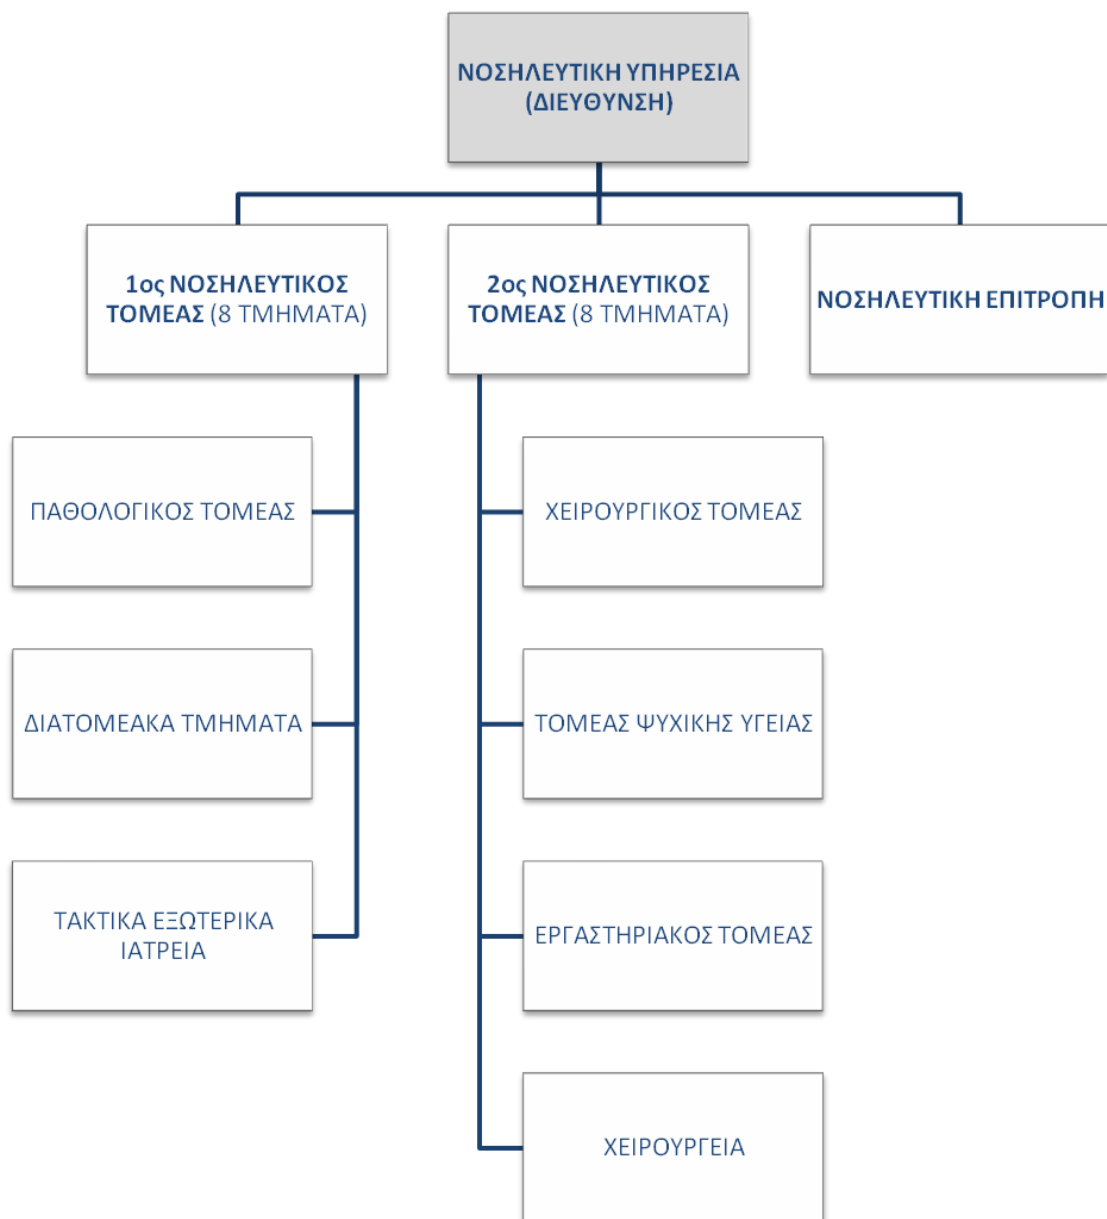 ΝΟΣΗΛΕΥΤΙΚΗ ΥΠΗΡΕΣΙΑ
(ΔΙΕΥΘΥΝΣΗ)
1ος ΝΟΣΗΛΕΥΤΙΚΟΣ
ΤΟΜΕΑΣ (8 ΤΜΗΜΑΤΑ)
2ος ΝΟΣΗΛΕΥΤΙΚΟΣ
ΤΟΜΕΑΣ (8 ΤΜΗΜΑΤΑ)
ΝΟΣΗΛΕΥΤΙΚΗ ΕΠΙΤΡΟΠΗ
ΠΑΘΟΛΟΓΙΚΟΣ ΤΟΜΕΑΣ
ΧΕΙΡΟΥΡΓΙΚΟΣ ΤΟΜΕΑΣ
ΔΙΑΤΟΜΕΑΚΑ ΤΜΗΜΑΤΑ
ΤΟΜΕΑΣ ΨΥΧΙΚΗΣ ΥΓΕΙΑΣ
ΤΑΚΤΙΚΑ ΕΞΩΤΕΡΙΚΑ
ΙΑΤΡΕΙΑ
ΕΡΓΑΣΤΗΡΙΑΚΟΣ ΤΟΜΕΑΣ
ΧΕΙΡΟΥΡΓΕΙΑ